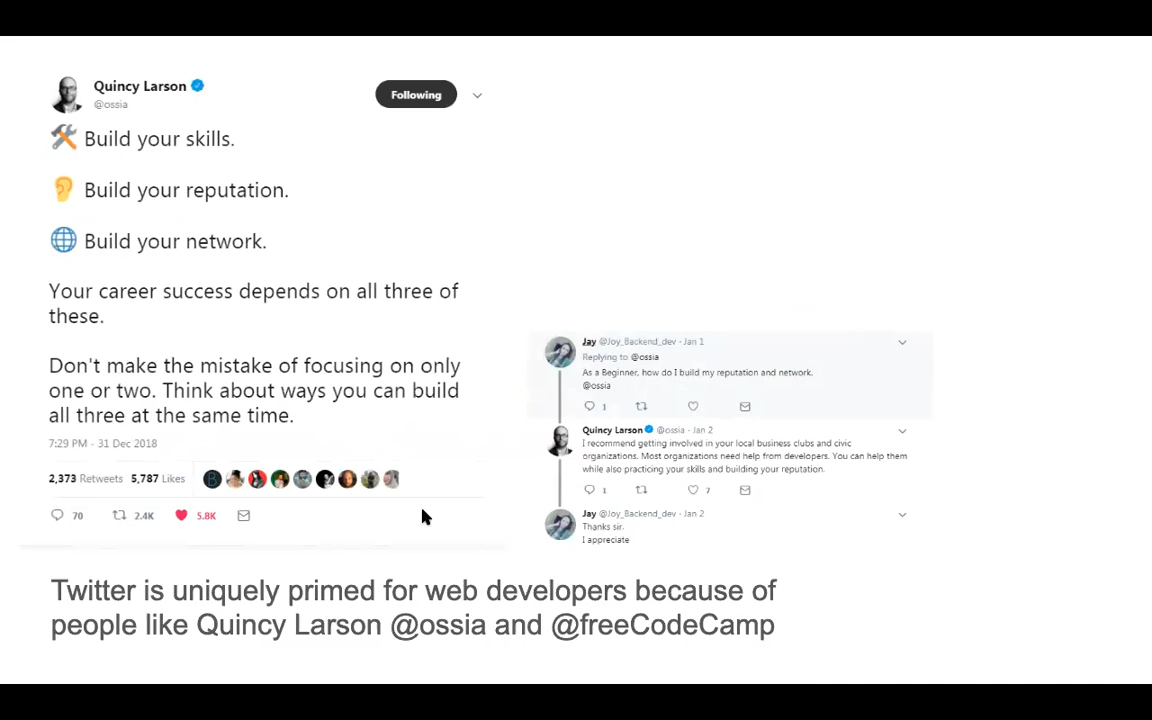 Quincy Larson
@ossia
Following
Build your skills.
Build your reputation.
Build your network.
Your career success depends on all three of
these.
Don't make the mistake of focusing on only
one or two. Think about ways you can build
all three at the same time.
7:29 PM - 31 Dec 2018
2,373 Retweets 5,787 Likes
70 2.4K 5.8K
Jay @Joy_Backend_dev · Jan 1
Replying to @ossia
As a Beginner, how do I build my reputation and network.
@ossia
1
Quincy Larson @ossia · Jan 2
I recommend getting involved in your local business clubs and civic
organizations. Most organizations need help from developers. You can help them
while also practicing your skills and building your reputation.
1 7
Jay @Joy_Backend_dev · Jan 2
Thanks sir.
I appreciate
Twitter is uniquely primed for web developers because of
people like Quincy Larson @ossia and @freeCodeCamp